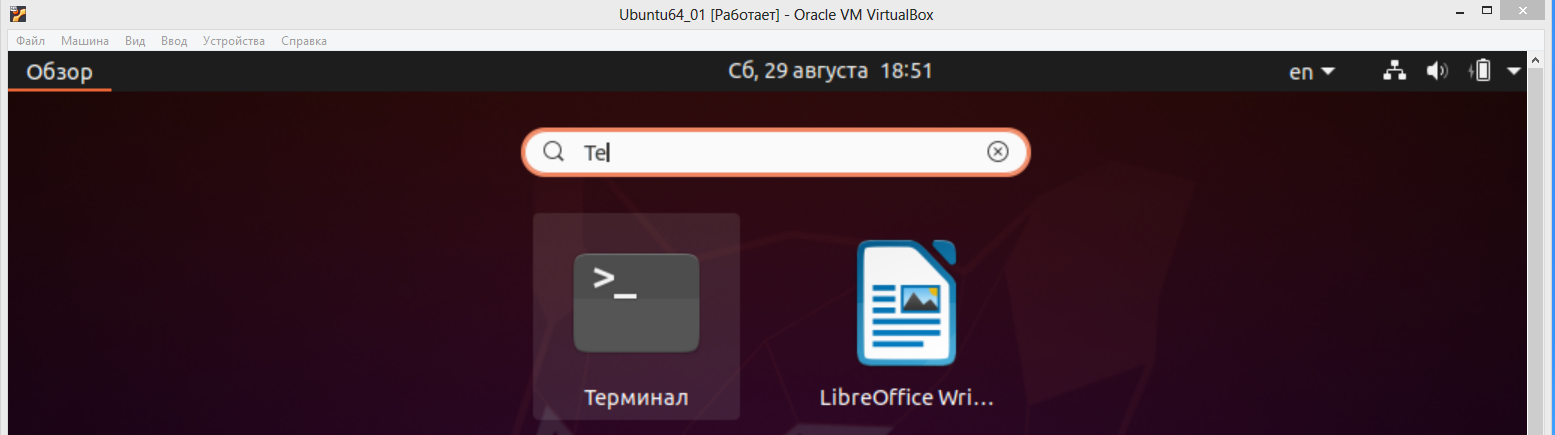 Ubuntu64_01 [Работает] - Oracle VM VirtualBox
Файл Машина Вид Ввод Устройства Справка
Обзор Сб, 29 августа 18:51 en
Te
>_
Терминал LibreOffice Wri…